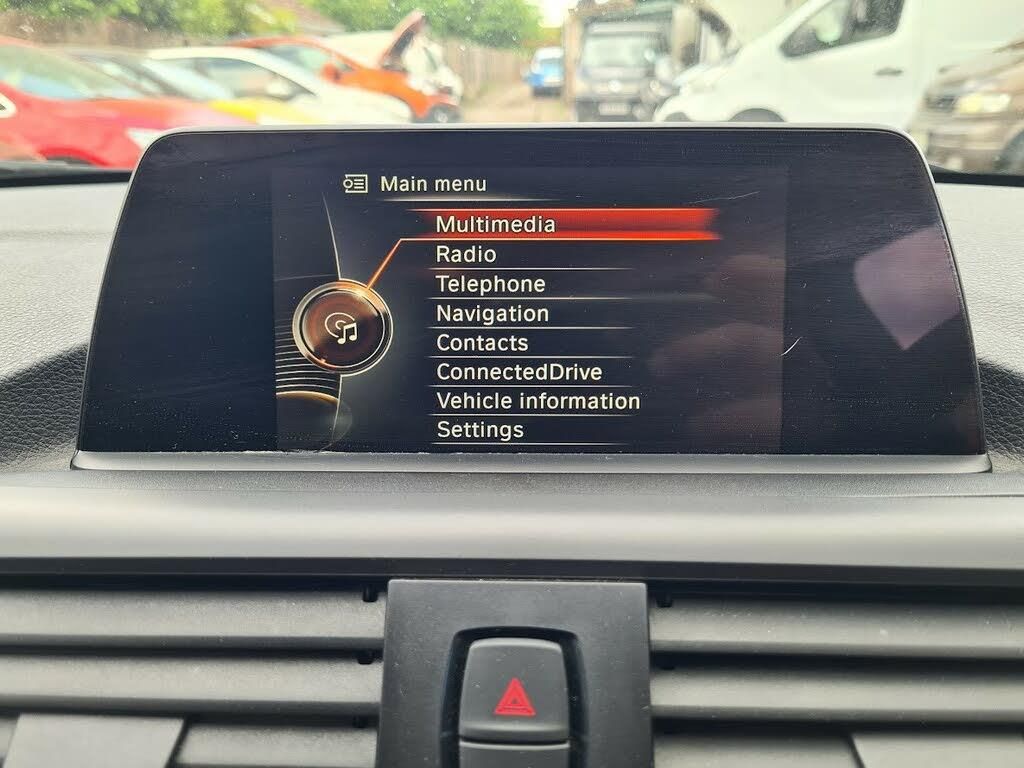 Main menu
Multimedia
Radio
Telephone
Navigation
Contacts
ConnectedDrive
Vehicle information
Settings